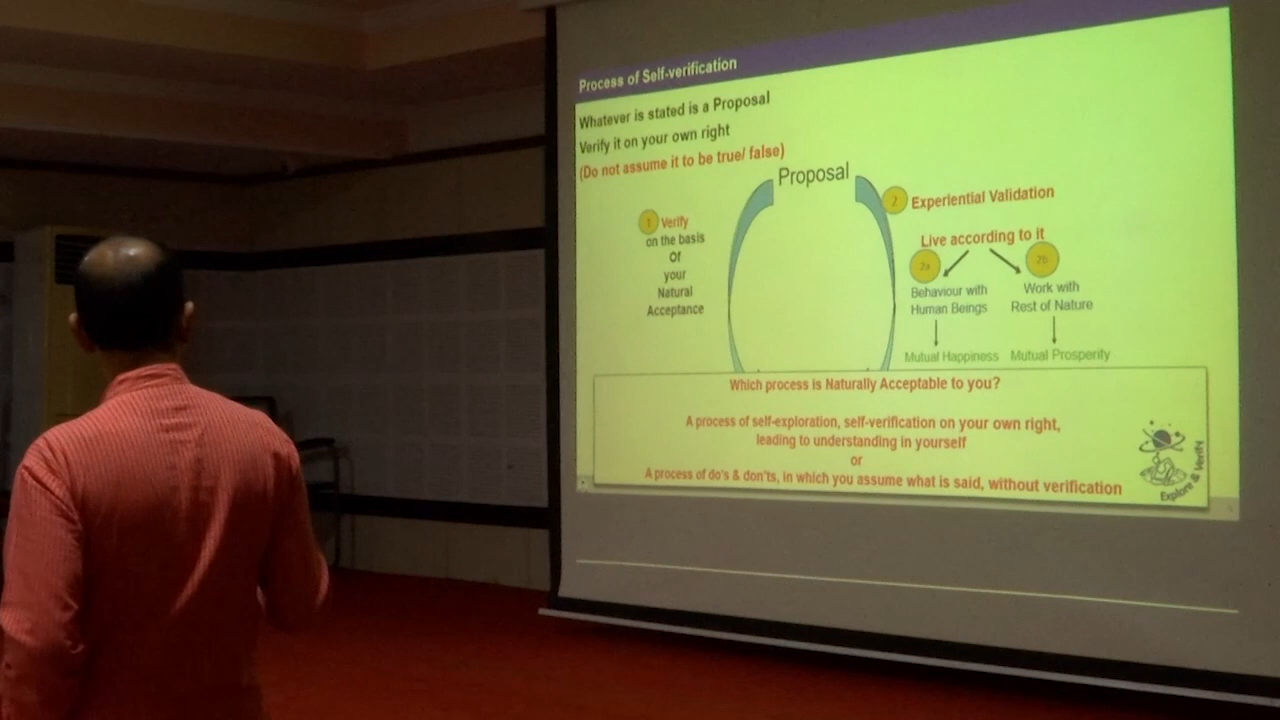 Process of Self-verification
Whatever is stated is a Proposal
Verify it on your own right
(Do not assume it to be true/ false)
Proposal
1 Verify
on the basis
Of
your
Natural
Acceptance
2 Experiential Validation
Live according to it
2a
2b
Behaviour with
Human Beings
Work with
Rest of Nature
Mutual Happiness
Mutual Prosperity
Which process is Naturally Acceptable to you?
A process of self-exploration, self-verification on your own right,
leading to understanding in yourself
or
A process of do's & don'ts, in which you assume what is said, without verification
Explore & Verify